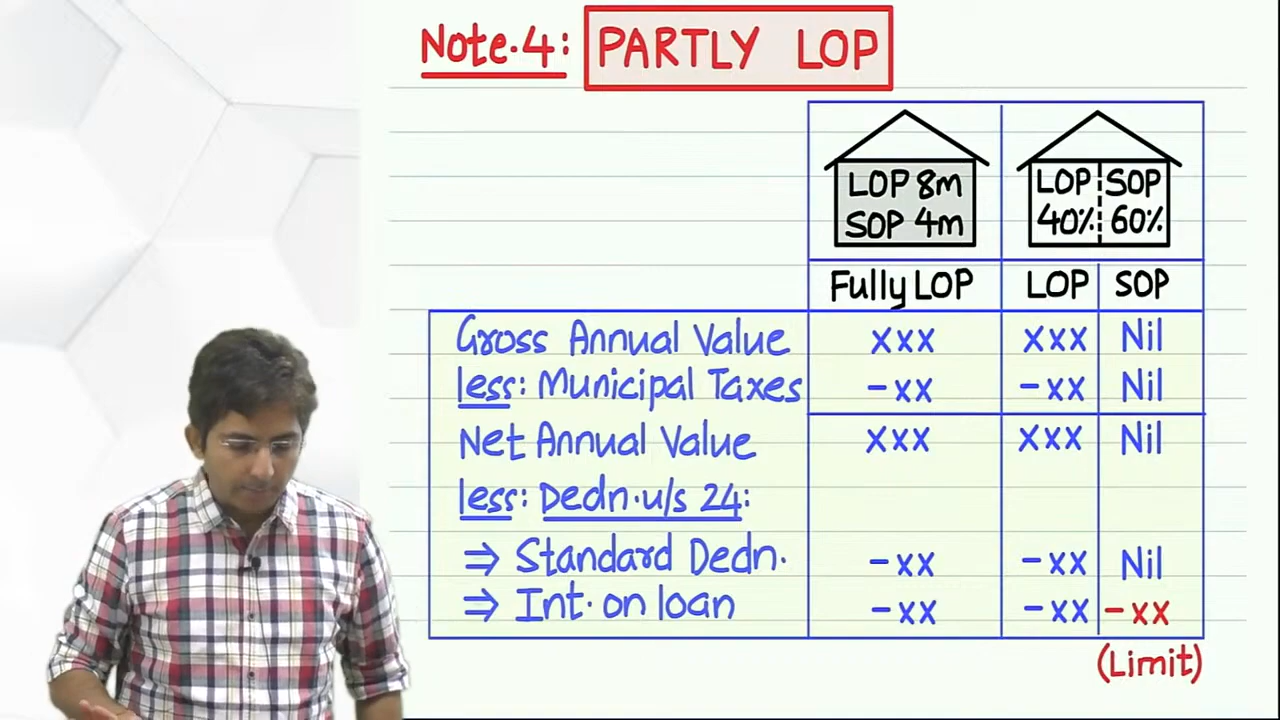 Note.4: PARTLY LOP
LOP 8m
SOP 4m
LOP SOP
40% 60%
Fully LOP LOP SOP
Gross Annual Value xxx xxx Nil
less: Municipal Taxes -xx -xx Nil
Net Annual Value xxx xxx Nil
less: Dedn.u/s 24:
⇒ Standard Dedn. -xx -xx Nil
⇒ Int. on loan -xx -xx -xx
(Limit)